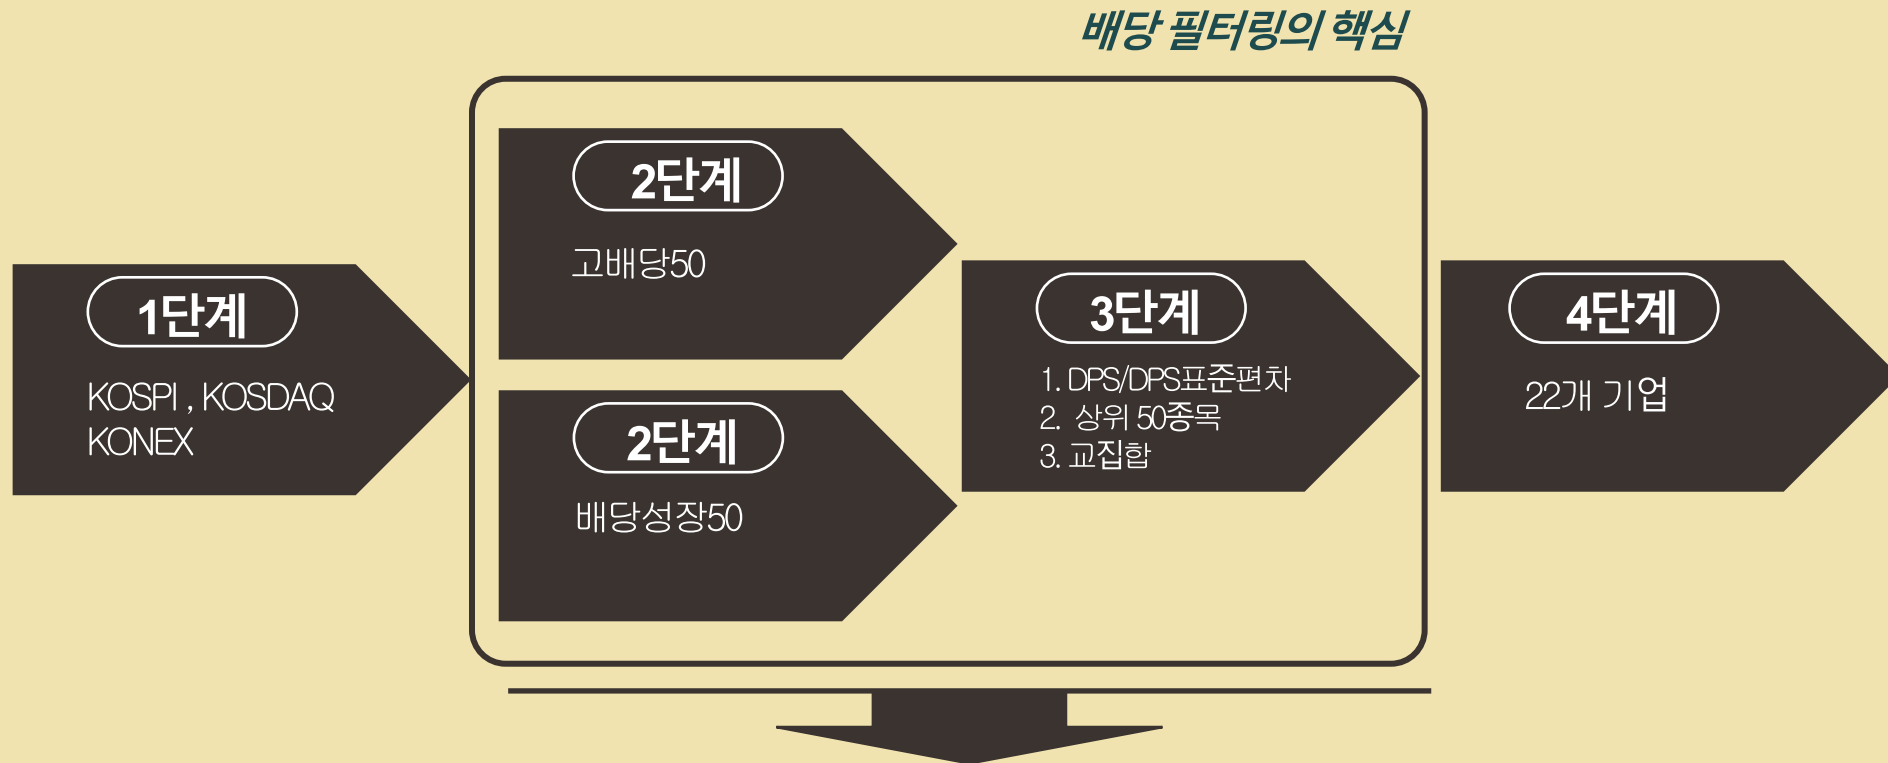 배당 필터링의 핵심
1단계
KOSPI , KOSDAQ
KONEX
2단계
고배당50
2단계
배당성장50
3단계
1. DPS/DPS표준편차
2. 상위 50종목
3. 교집합
4단계
22개 기업